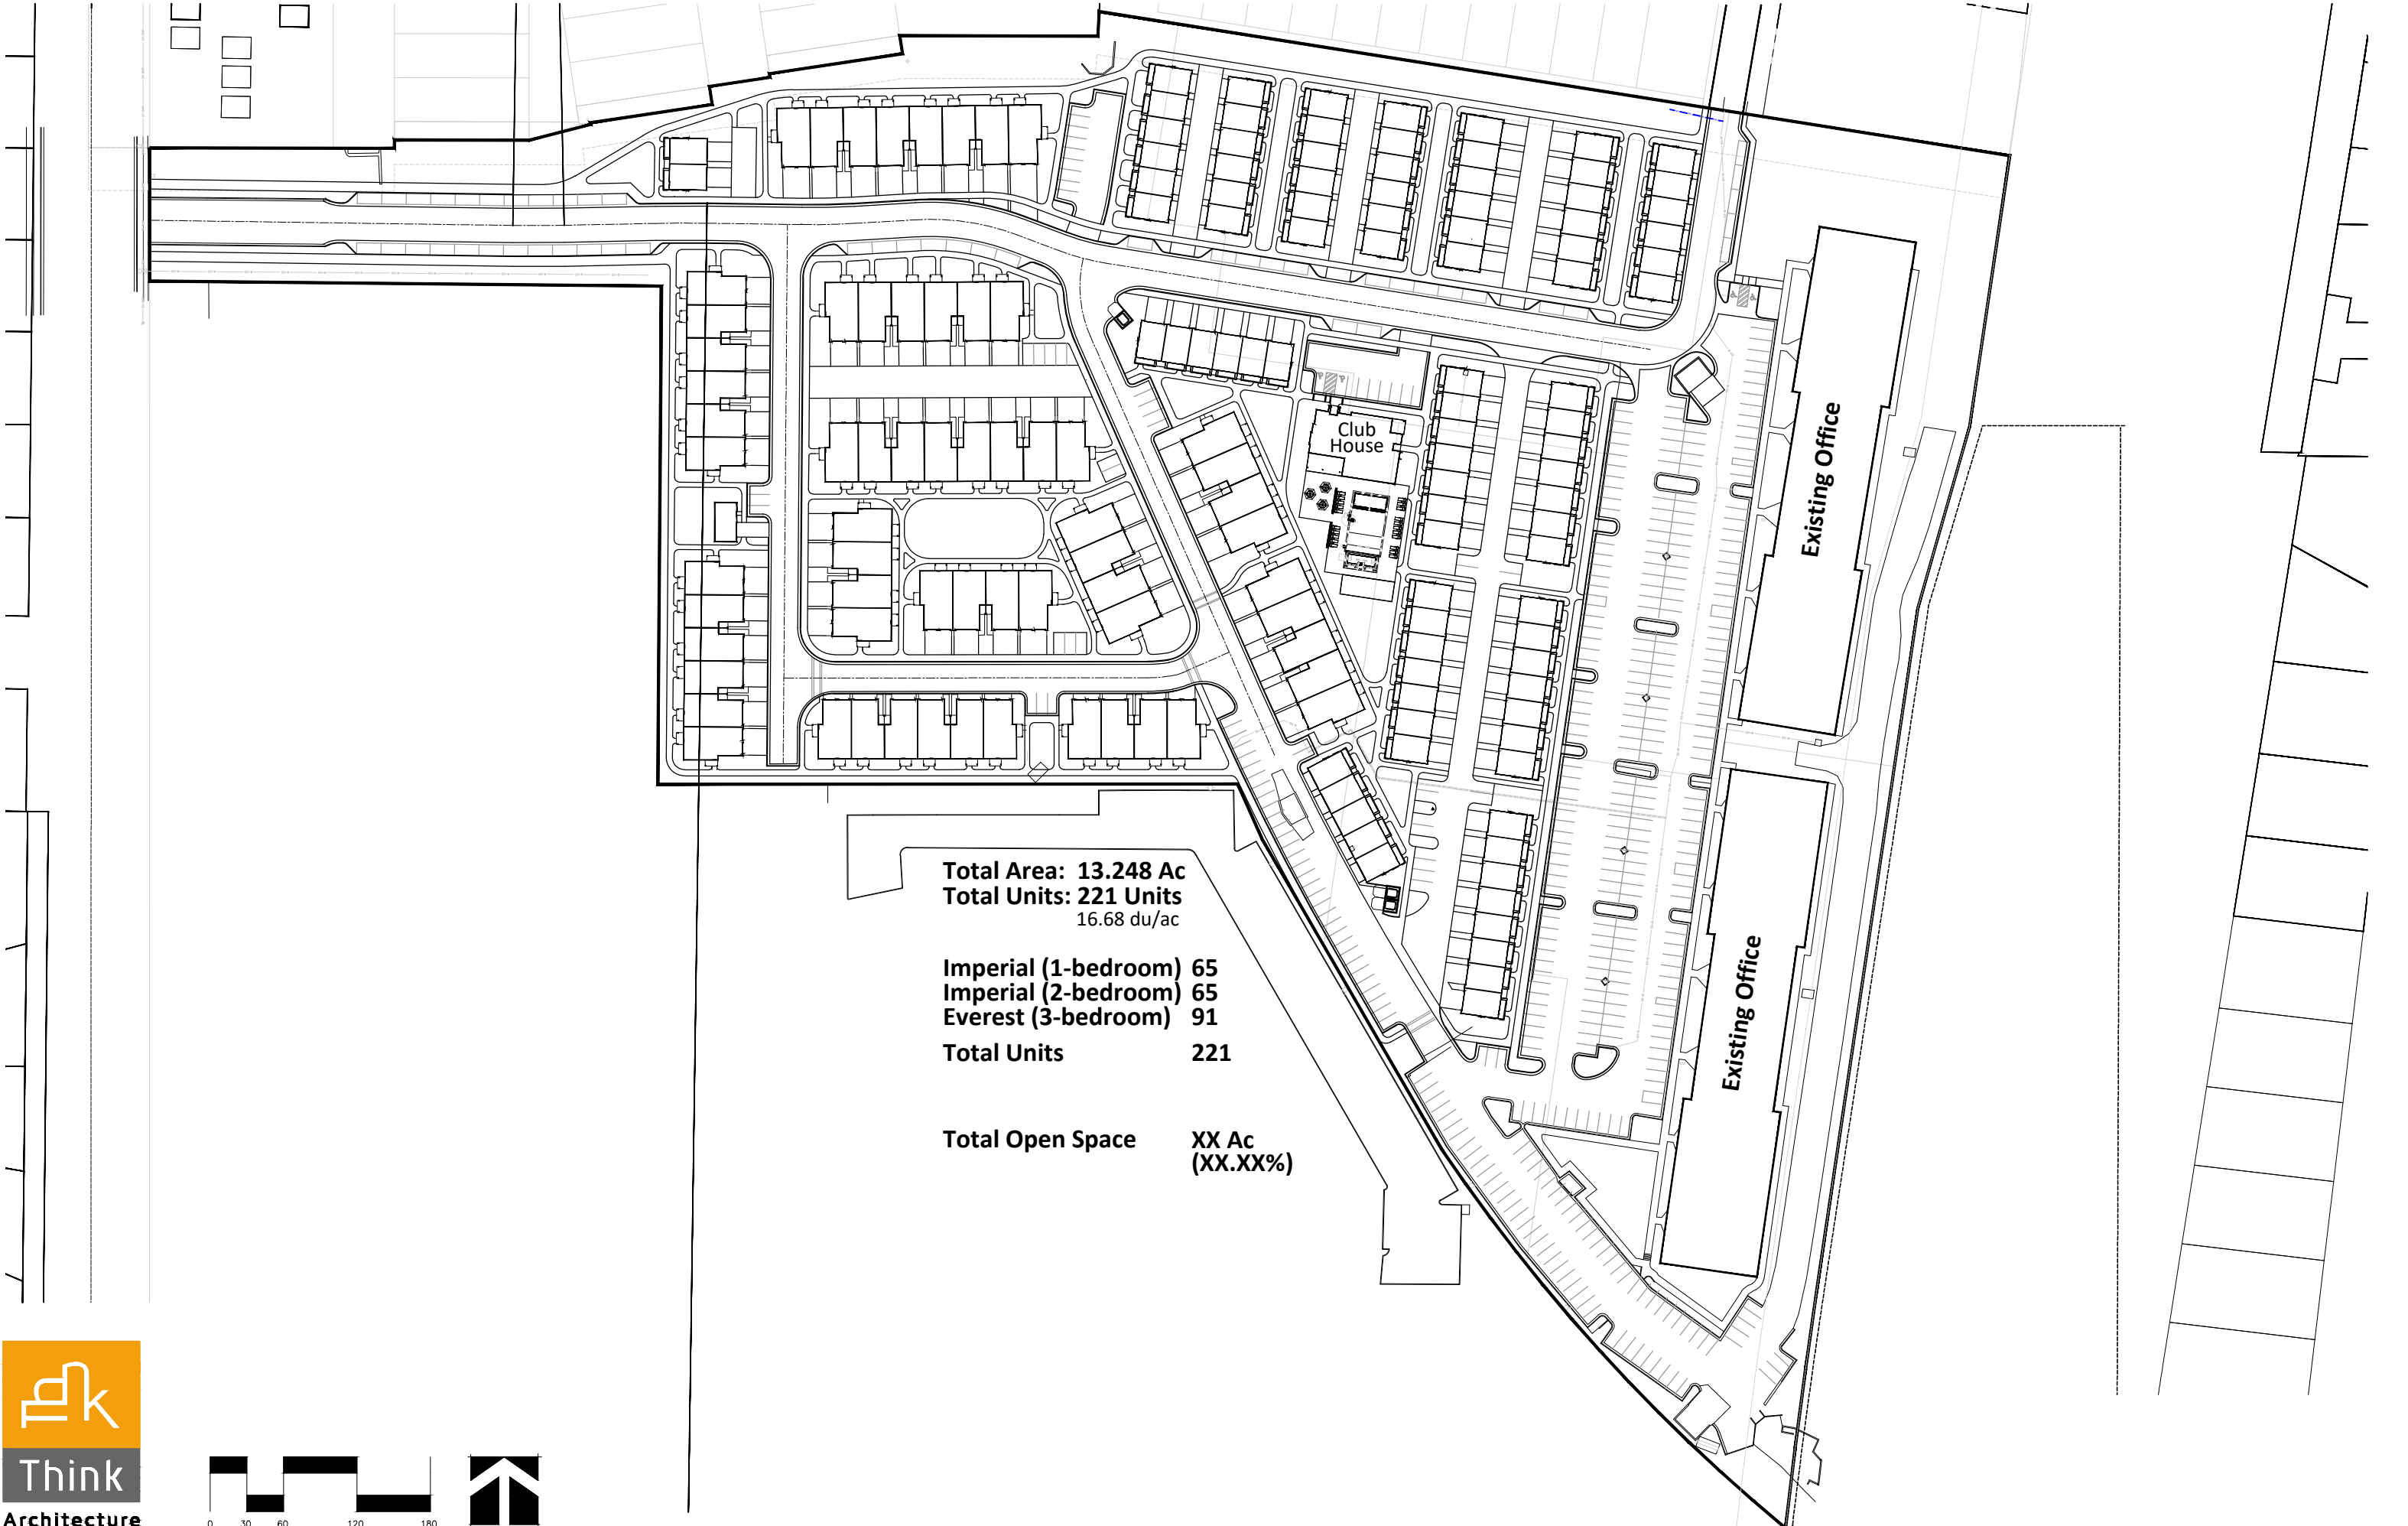 Club
House
Existing Office
Existing Office
Total Area: 13.248 Ac
Total Units: 221 Units
16.68 du/ac
Imperial (1-bedroom) 65
Imperial (2-bedroom) 65
Everest (3-bedroom) 91
Total Units 221
Total Open Space XX Ac
(XX.XX%)
Think
Architecture
0 30 60 120 180